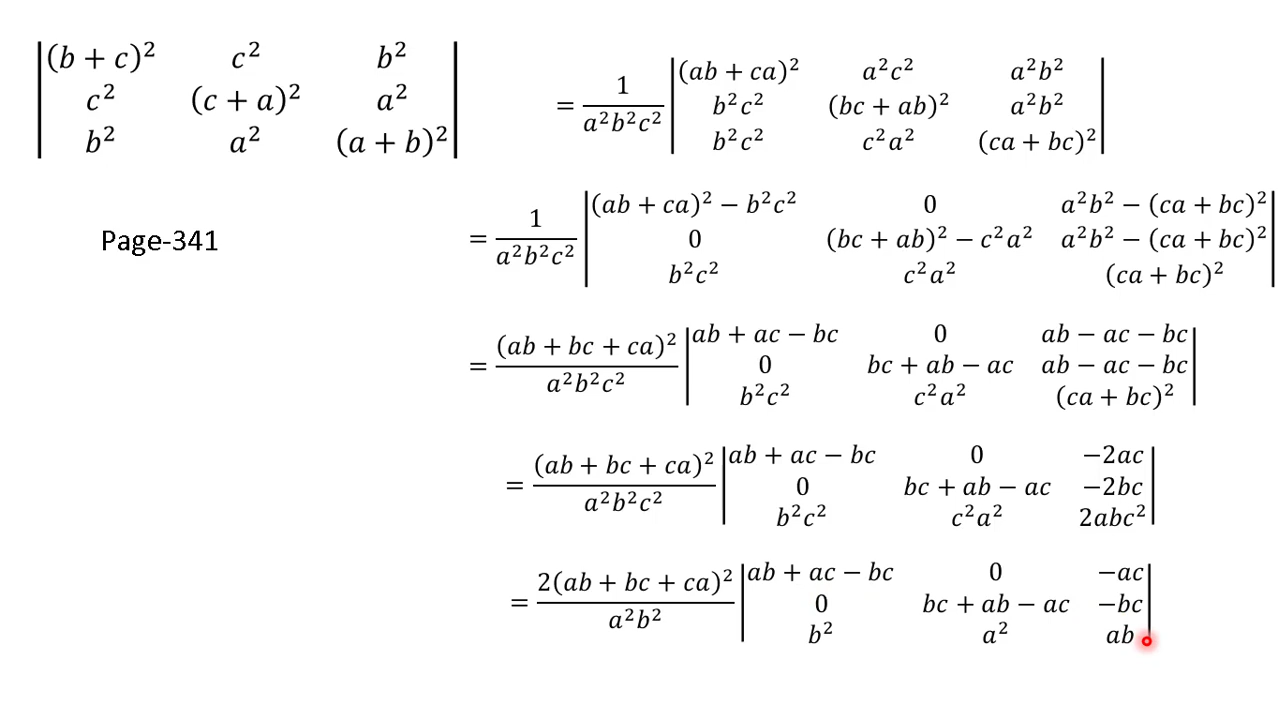 |(b + c)² c² b²|
|c² (c + a)² a²|
|b² a² (a + b)²|
Page-341
= 1/(a²b²c²) |(ab + ca)² a²c² a²b²|
|b²c² (bc + ab)² a²b²|
|b²c² c²a² (ca + bc)²|
= 1/(a²b²c²) |(ab + ca)² − b²c² 0 a²b² − (ca + bc)²|
|0 (bc + ab)² − c²a² a²b² − (ca + bc)²|
|b²c² c²a² (ca + bc)²|
= (ab + bc + ca)²/(a²b²c²) |ab + ac − bc 0 ab − ac − bc|
|0 bc + ab − ac ab − ac − bc|
|b²c² c²a² (ca + bc)²|
= (ab + bc + ca)²/(a²b²c²) |ab + ac − bc 0 −2ac|
|0 bc + ab − ac −2bc|
|b²c² c²a² 2abc²|
= 2(ab + bc + ca)²/(a²b²) |ab + ac − bc 0 −ac|
|0 bc + ab − ac −bc|
|b² a² ab|